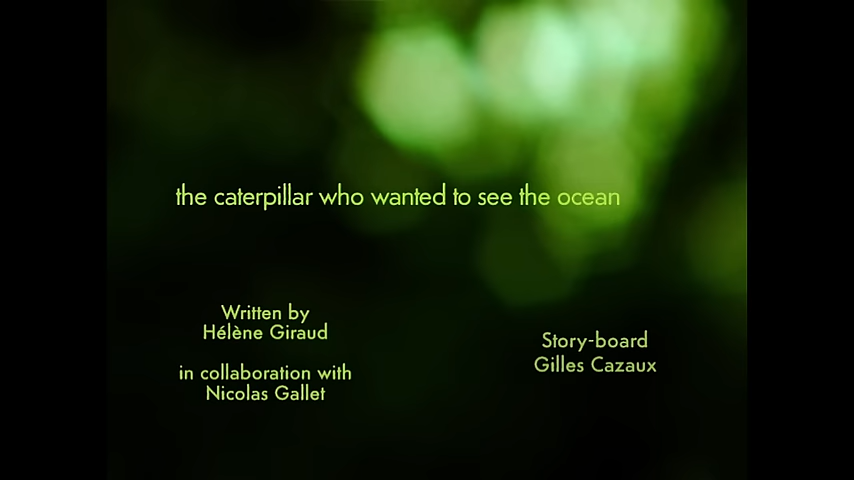 the caterpillar who wanted to see the ocean
Written by
Hélène Giraud
in collaboration with
Nicolas Gallet
Story-board
Gilles Cazaux